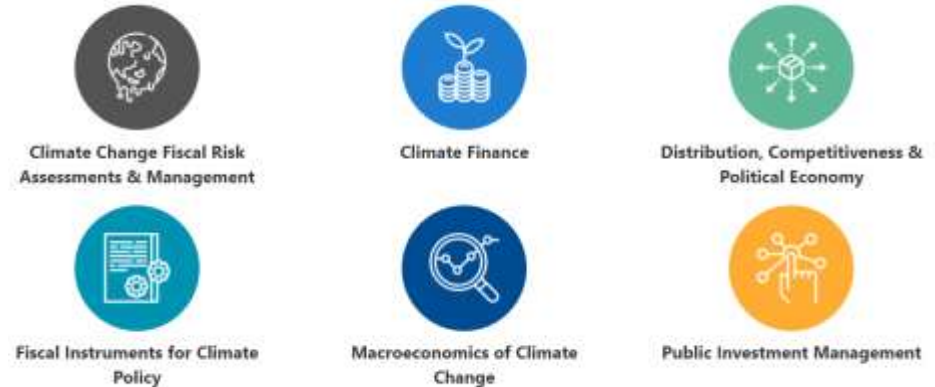 Climate Change Fiscal Risk
Assessments & Management
Climate Finance
Distribution, Competitiveness &
Political Economy
Fiscal Instruments for Climate
Policy
Macroeconomics of Climate
Change
Public Investment Management